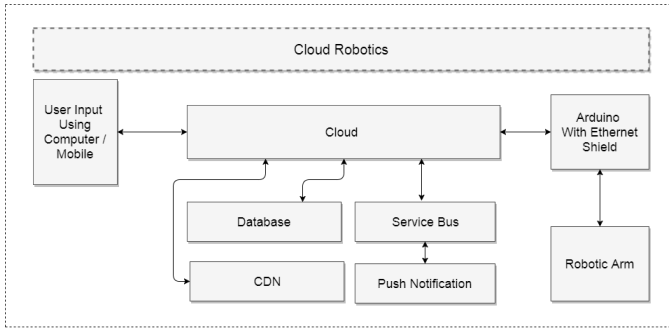 Cloud Robotics
User Input
Using
Computer /
Mobile
Cloud
Arduino
With Ethernet
Shield
Database
Service Bus
CDN
Push Notification
Robotic Arm